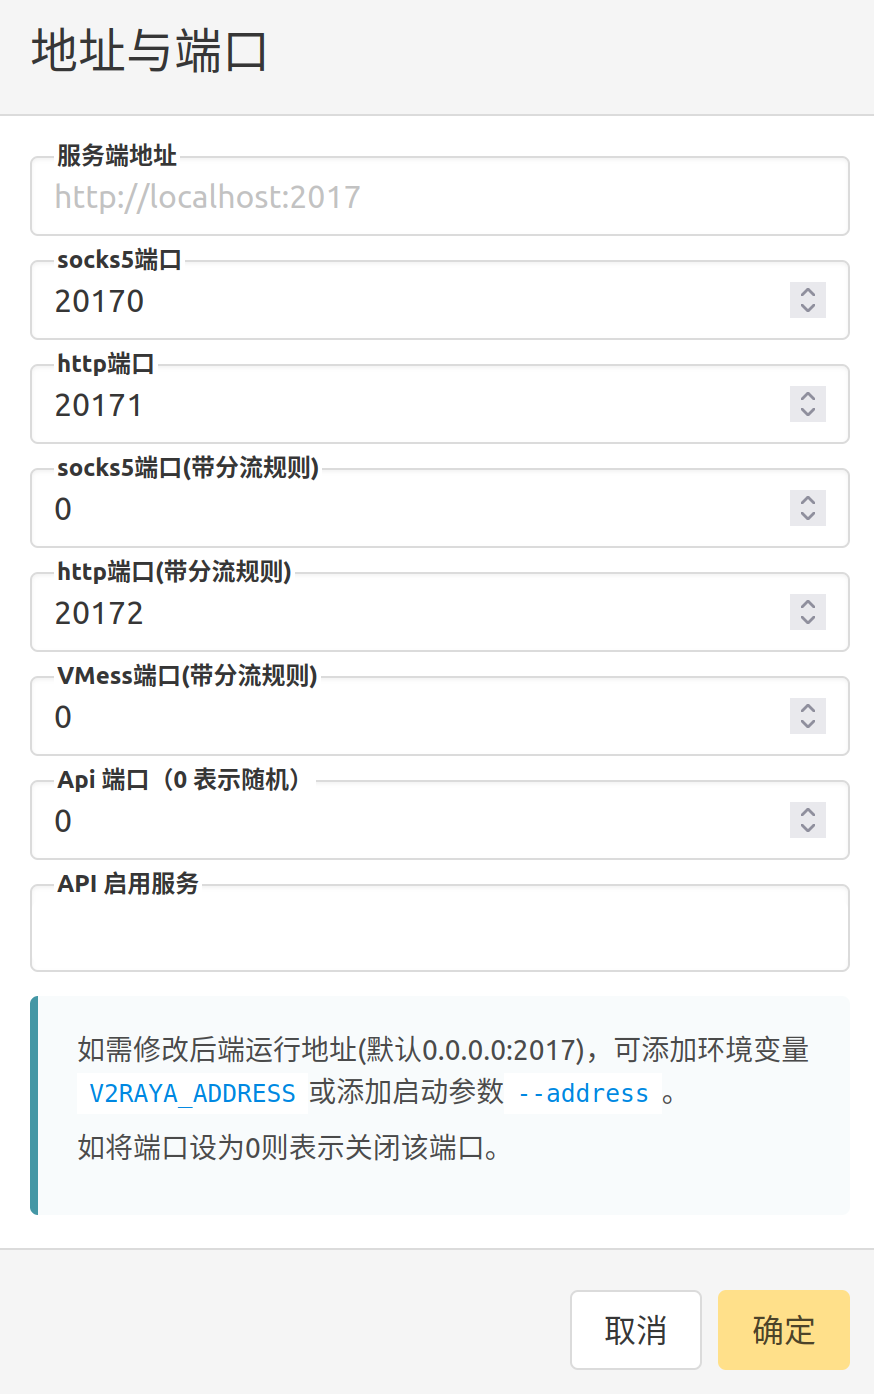 地址与端口
服务端地址
http://localhost:2017
socks5端口
20170
http端口
20171
socks5端口(带分流规则)
0
http端口(带分流规则)
20172
VMess端口(带分流规则)
0
Api 端口（0 表示随机）
0
API 启用服务
如需修改后端运行地址(默认0.0.0.0:2017)，可添加环境变量
V2RAYA_ADDRESS 或添加启动参数 --address 。
如将端口设为0则表示关闭该端口。
取消
确定